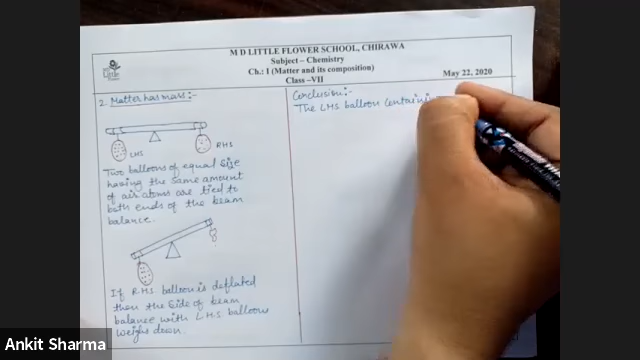 M D LITTLE FLOWER SCHOOL, CHIRAWA
Subject – Chemistry
Ch.: I (Matter and its composition)
Class –VII
May 22, 2020
2. Matter has mass:-
LHS
RHS
Two balloons of equal size
having the same amount
of air atoms are tied to
both ends of the beam
balance.
If R.H.S. balloon is deflated
then the side of beam
balance with L.H.S balloons
weighs down.
Conclusion:-
The LHS balloon containin
Ankit Sharma